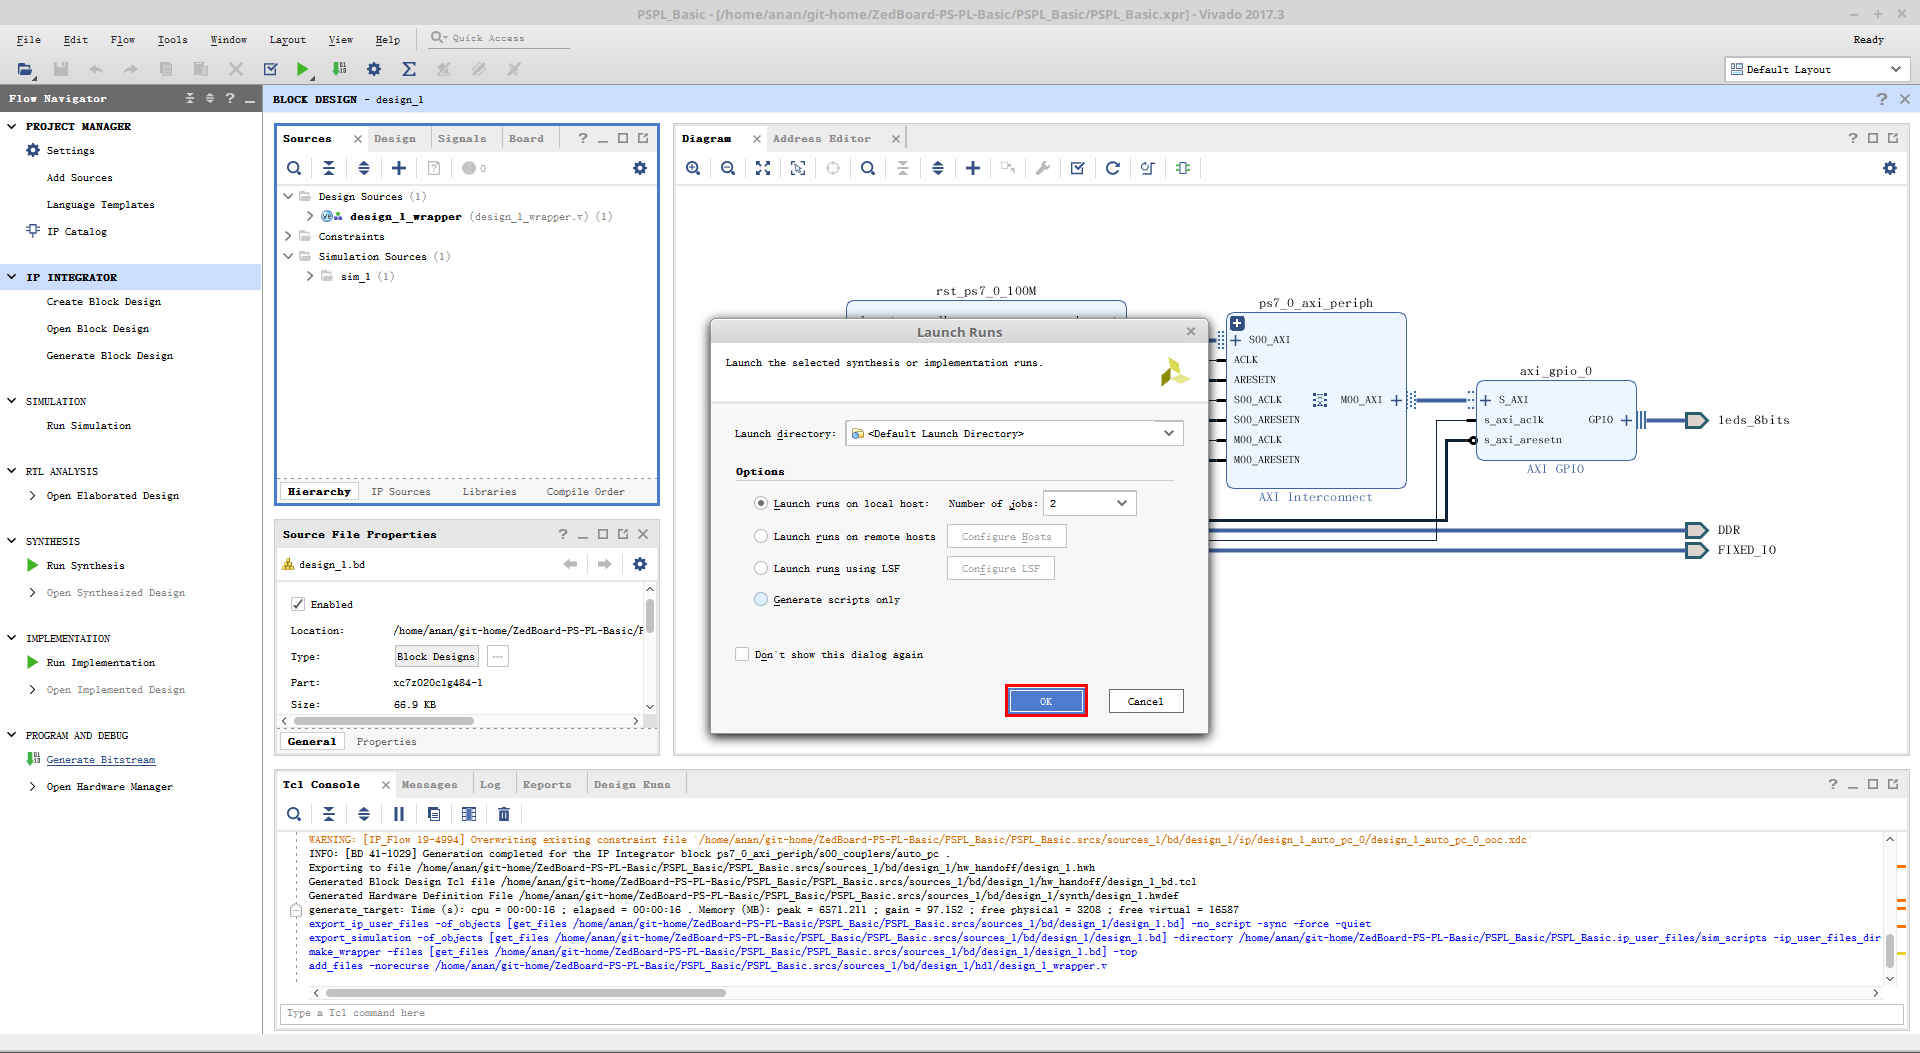 PSPL_Basic - [/home/anan/git-home/ZedBoard-PS-PL-Basic/PSPL_Basic/PSPL_Basic.xpr] - Vivado 2017.3
File Edit Flow Tools Window Layout View Help Quick Access Ready
Default Layout
Flow Navigator
PROJECT MANAGER
Settings
Add Sources
Language Templates
IP Catalog
IP INTEGRATOR
Create Block Design
Open Block Design
Generate Block Design
SIMULATION
Run Simulation
RTL ANALYSIS
Open Elaborated Design
SYNTHESIS
Run Synthesis
Open Synthesized Design
IMPLEMENTATION
Run Implementation
Open Implemented Design
PROGRAM AND DEBUG
Generate Bitstream
Open Hardware Manager
BLOCK DESIGN - design_1
Sources Design Signals Board
0
Design Sources (1)
design_1_wrapper (design_1_wrapper.v) (1)
Constraints
Simulation Sources (1)
sim_1 (1)
Hierarchy IP Sources Libraries Compile Order
Source File Properties
design_1.bd
Enabled
Location: /home/anan/git-home/ZedBoard-PS-PL-Basic/P
Type: Block Designs
Part: xc7z020clg484-1
Size: 66.9 KB
General Properties
Diagram Address Editor
rst_ps7_0_100M
ps7_0_axi_periph
S00_AXI
ACLK
ARESETN
S00_ACLK
M00_AXI
S00_ARESETN
M00_ACLK
M00_ARESETN
AXI Interconnect
axi_gpio_0
S_AXI
s_axi_aclk
GPIO
s_axi_aresetn
AXI GPIO
leds_8bits
DDR
FIXED_IO
Launch Runs
Launch the selected synthesis or implementation runs.
Launch directory: <Default Launch Directory>
Options
Launch runs on local host: Number of jobs: 2
Launch runs on remote hosts Configure Hosts
Launch runs using LSF Configure LSF
Generate scripts only
Don't show this dialog again
OK Cancel
Tcl Console Messages Log Reports Design Runs
WARNING: [IP_Flow 19-4994] Overwriting existing constraint file '/home/anan/git-home/ZedBoard-PS-PL-Basic/PSPL_Basic/PSPL_Basic.srcs/sources_1/bd/design_1/ip/design_1_auto_pc_0/design_1_auto_pc_0_ooc.xdc'
INFO: [BD 41-1029] Generation completed for the IP Integrator block ps7_0_axi_periph/s00_couplers/auto_pc .
Exporting to file /home/anan/git-home/ZedBoard-PS-PL-Basic/PSPL_Basic/PSPL_Basic.srcs/sources_1/bd/design_1/hw_handoff/design_1.hwh
Generated Block Design Tcl file /home/anan/git-home/ZedBoard-PS-PL-Basic/PSPL_Basic/PSPL_Basic.srcs/sources_1/bd/design_1/hw_handoff/design_1_bd.tcl
Generated Hardware Definition File /home/anan/git-home/ZedBoard-PS-PL-Basic/PSPL_Basic/PSPL_Basic.srcs/sources_1/bd/design_1/synth/design_1.hwdef
generate_target: Time (s): cpu = 00:00:16 ; elapsed = 00:00:16 . Memory (MB): peak = 6571.211 ; gain = 97.152 ; free physical = 3208 ; free virtual = 16587
export_ip_user_files -of_objects [get_files /home/anan/git-home/ZedBoard-PS-PL-Basic/PSPL_Basic/PSPL_Basic.srcs/sources_1/bd/design_1/design_1.bd] -no_script -sync -force -quiet
export_simulation -of_objects [get_files /home/anan/git-home/ZedBoard-PS-PL-Basic/PSPL_Basic/PSPL_Basic.srcs/sources_1/bd/design_1/design_1.bd] -directory /home/anan/git-home/ZedBoard-PS-PL-Basic/PSPL_Basic/PSPL_Basic.ip_user_files/sim_scripts -ip_user_files_dir
make_wrapper -files [get_files /home/anan/git-home/ZedBoard-PS-PL-Basic/PSPL_Basic/PSPL_Basic.srcs/sources_1/bd/design_1/design_1.bd] -top
add_files -norecurse /home/anan/git-home/ZedBoard-PS-PL-Basic/PSPL_Basic/PSPL_Basic.srcs/sources_1/bd/design_1/hdl/design_1_wrapper.v
Type a Tcl command here